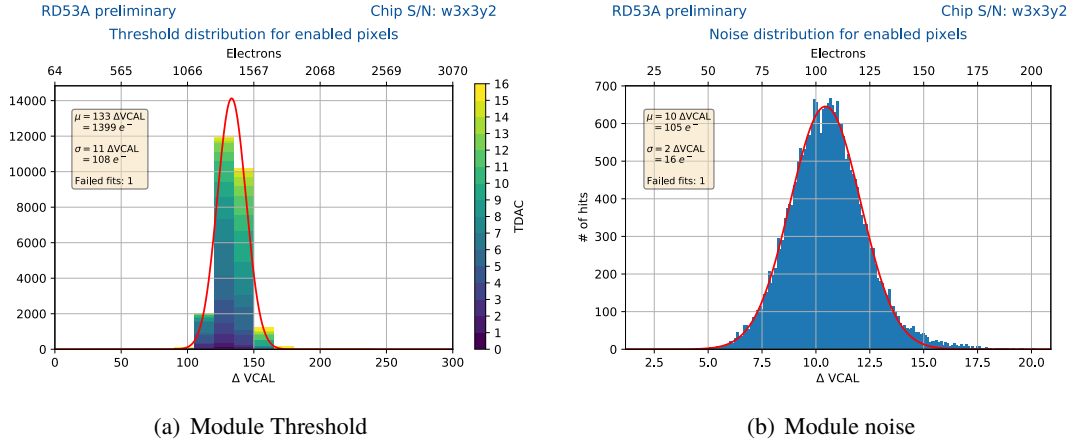 RD53A preliminary
Chip S/N: w3x3y2
Threshold distribution for enabled pixels
Electrons
64 565 1066 1567 2068 2569 3070
μ = 133 ΔVCAL
= 1399 e⁻
σ = 11 ΔVCAL
= 108 e⁻
Failed fits: 1
14000
12000
10000
8000
6000
4000
2000
0
0 50 100 150 200 250 300
Δ VCAL
16
15
14
13
12
11
10
9
8
7
6
5
4
3
2
1
0
TDAC
(a) Module Threshold
RD53A preliminary
Chip S/N: w3x3y2
Noise distribution for enabled pixels
Electrons
25 50 75 100 125 150 175 200
μ = 10 ΔVCAL
= 105 e⁻
σ = 2 ΔVCAL
= 16 e⁻
Failed fits: 1
# of hits
700
600
500
400
300
200
100
0
2.5 5.0 7.5 10.0 12.5 15.0 17.5 20.0
Δ VCAL
(b) Module noise